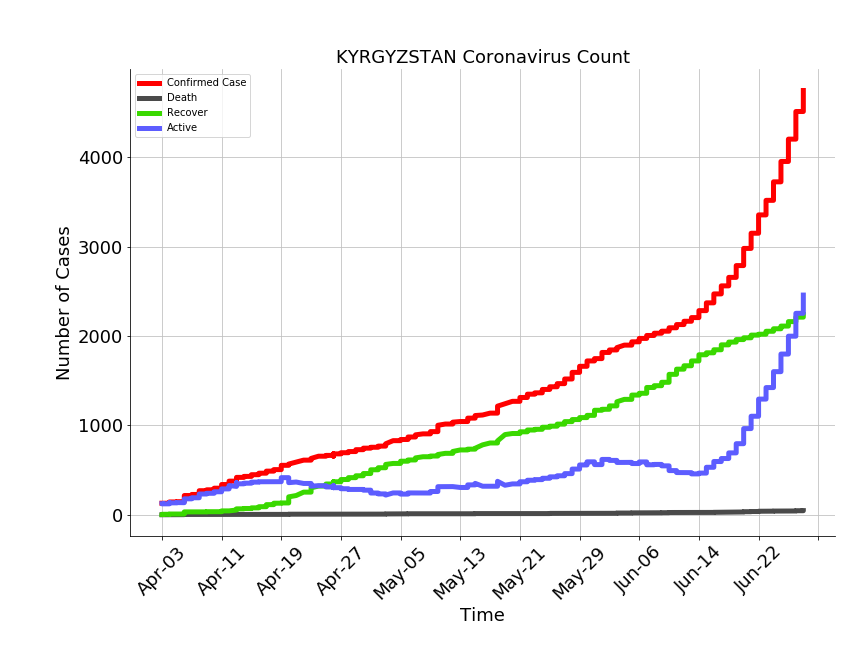 KYRGYZSTAN Coronavirus Count
Confirmed Case
Death
Recover
Active
Number of Cases
4000
3000
2000
1000
0
Apr-03
Apr-11
Apr-19
Apr-27
May-05
May-13
May-21
May-29
Jun-06
Jun-14
Jun-22
Time